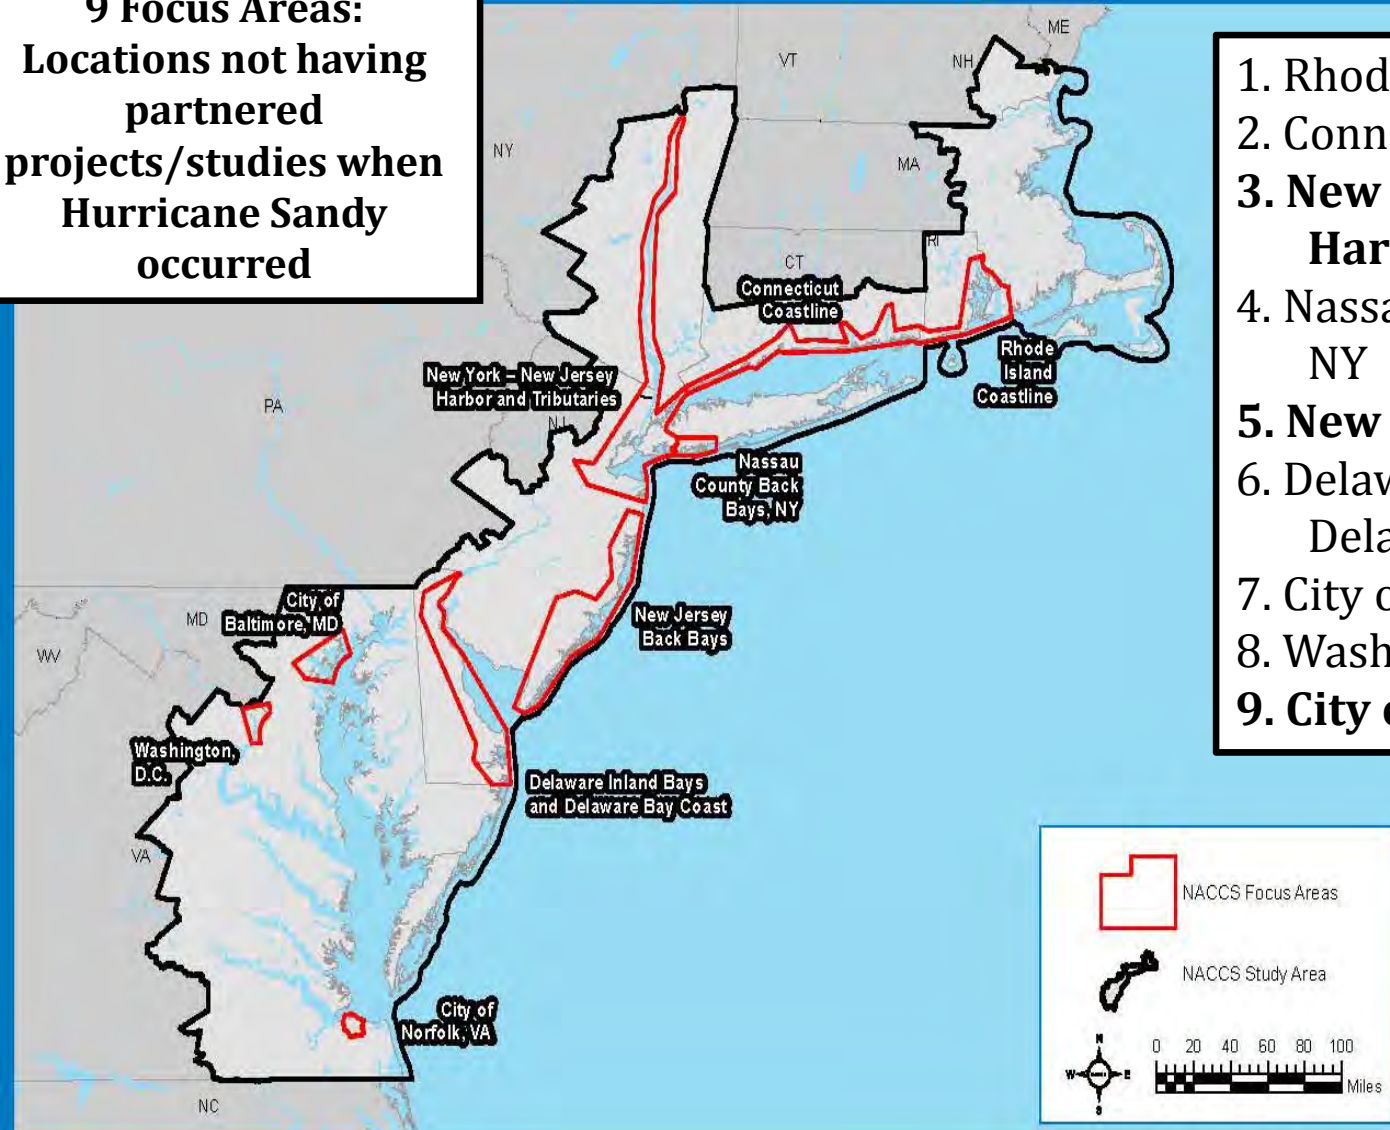 9 Focus Areas:
Locations not having
partnered
projects/studies when
Hurricane Sandy
occurred
1. Rhod
2. Conn
3. New
Har
4. Nassa
NY
5. New
6. Delaw
Dela
7. City o
8. Wash
9. City
ME
VT
NH
NY
MA
CT
RI
Connecticut
Coastline
Rhode
Island
Coastline
New York – New Jersey
Harbor and Tributaries
PA
NJ
Nassau
County Back
Bays, NY
City of
Baltimore, MD
MD
WV
New Jersey
Back Bays
Washington,
D.C.
Delaware Inland Bays
and Delaware Bay Coast
VA
City of
Norfolk, VA
NC
NACCS Focus Areas
NACCS Study Area
N
W E
S
0 20 40 60 80 100
Miles